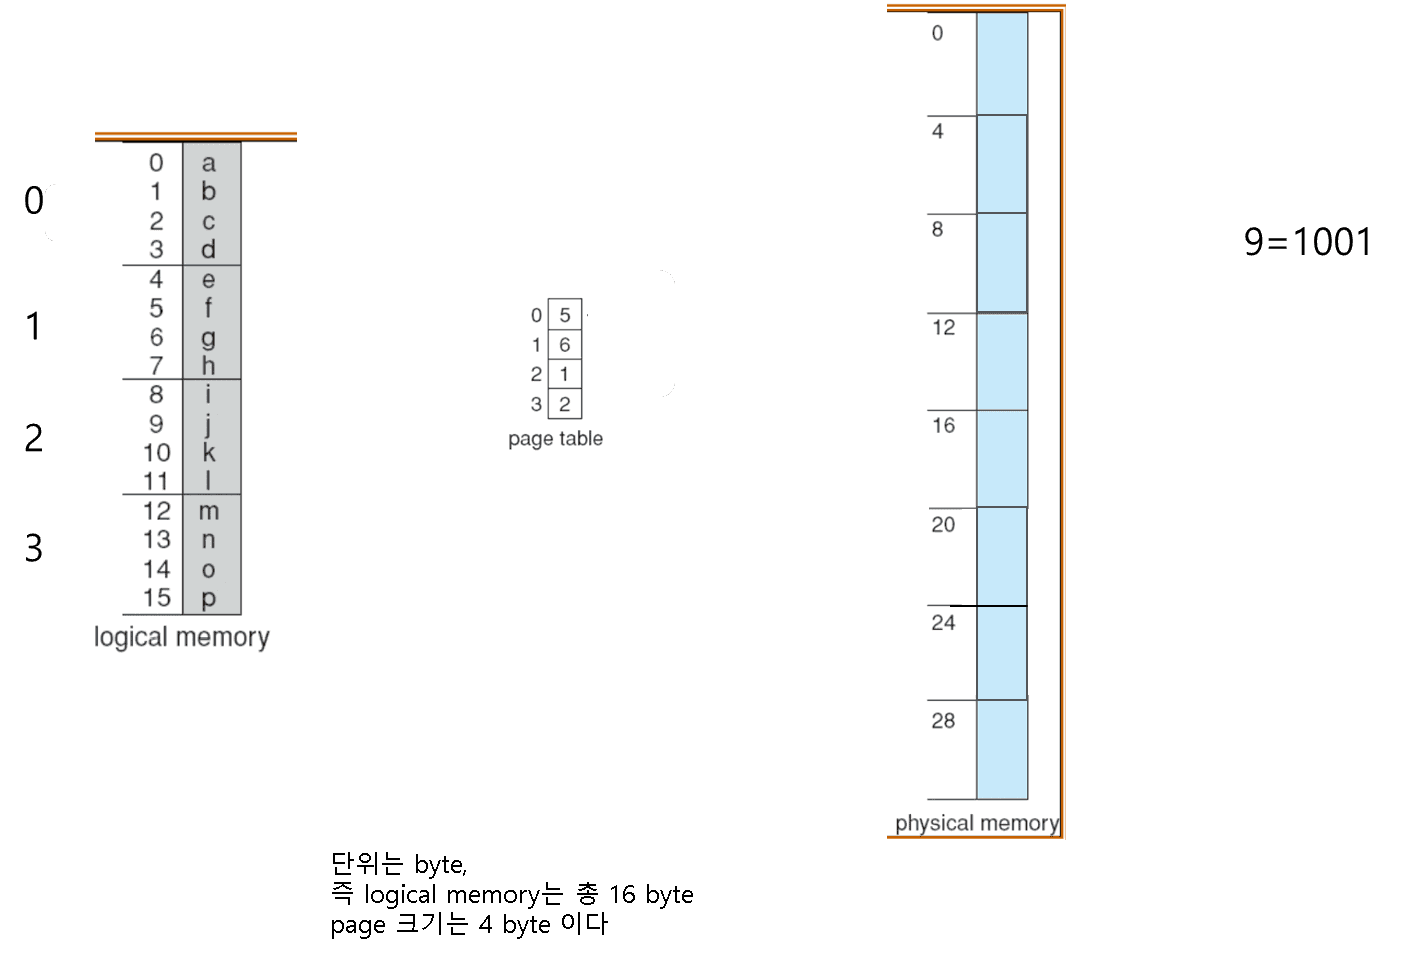 0
1
2
3
0 a
1 b
2 c
3 d
4 e
5 f
6 g
7 h
8 i
9 j
10 k
11 l
12 m
13 n
14 o
15 p
logical memory
0 5
1 6
2 1
3 2
page table
0
4
8
12
16
20
24
28
physical memory
9=1001
단위는 byte,
즉 logical memory는 총 16 byte
page 크기는 4 byte 이다